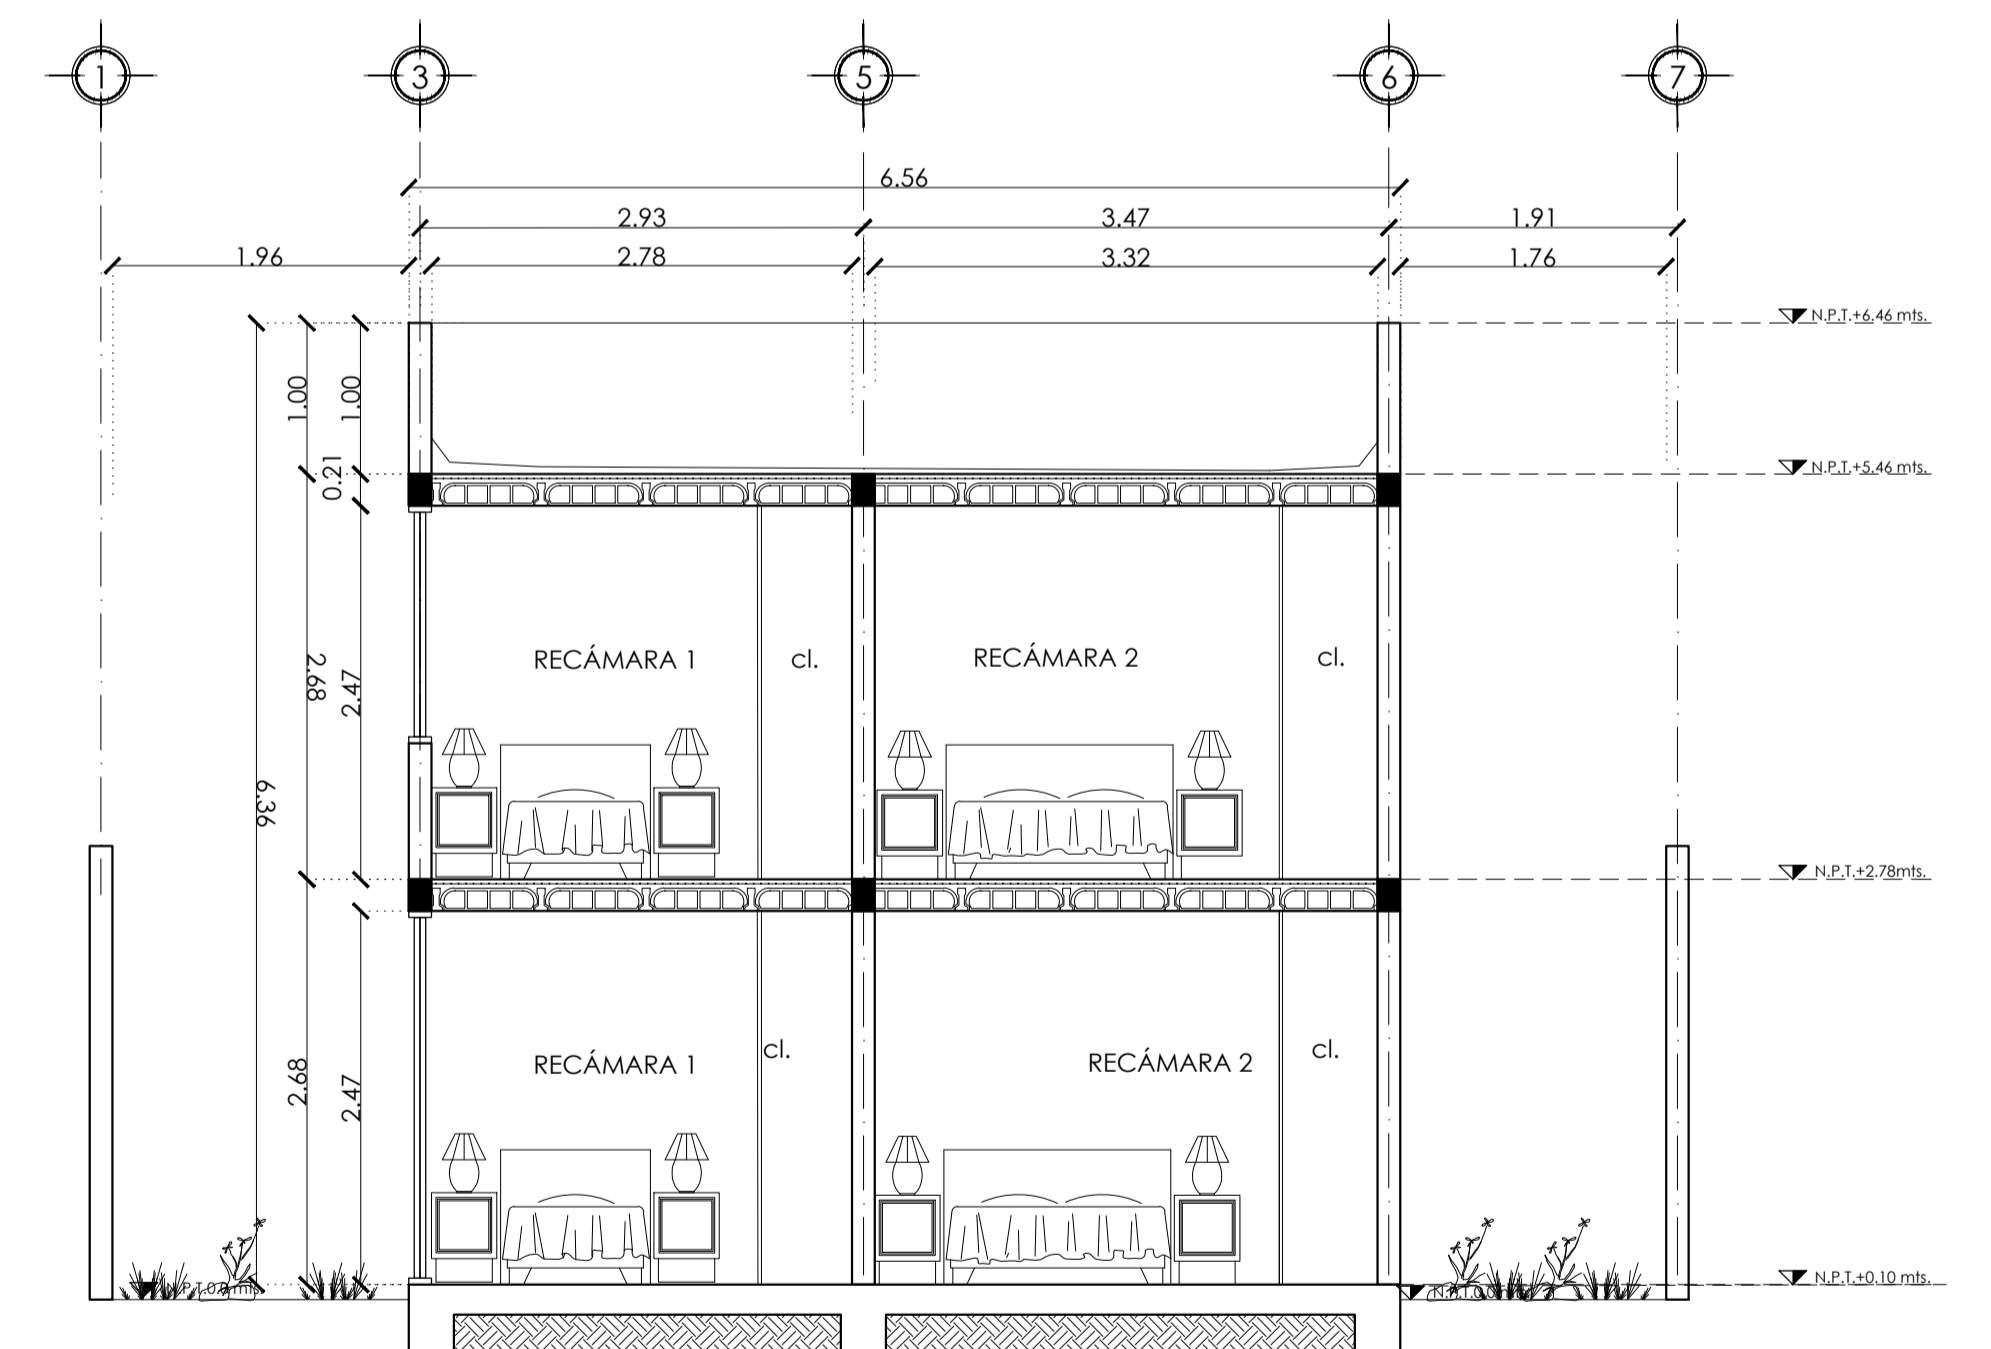 1 3 5 6 7
6.56
2.93 3.47 1.91
1.96 2.78 3.32 1.76
N.P.T.+6.46 mts.
1.00 1.00
0.21
N.P.T.+5.46 mts.
RECÁMARA 1 cl. RECÁMARA 2 cl.
2.68 2.47
6.36
N.P.T.+2.78mts.
RECÁMARA 1 cl. RECÁMARA 2 cl.
2.68 2.47
N.P.T.+0.10 mts.